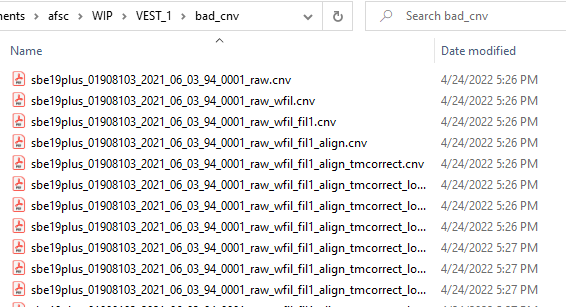 ments > afsc > WIP > VEST_1 > bad_cnv Search bad_cnv
Name Date modified
sbe19plus_01908103_2021_06_03_94_0001_raw.cnv 4/24/2022 5:26 PM
sbe19plus_01908103_2021_06_03_94_0001_raw_wfil.cnv 4/24/2022 5:26 PM
sbe19plus_01908103_2021_06_03_94_0001_raw_wfil_fil1.cnv 4/24/2022 5:26 PM
sbe19plus_01908103_2021_06_03_94_0001_raw_wfil_fil1_align.cnv 4/24/2022 5:26 PM
sbe19plus_01908103_2021_06_03_94_0001_raw_wfil_fil1_align_tmcorrect.cnv 4/24/2022 5:26 PM
sbe19plus_01908103_2021_06_03_94_0001_raw_wfil_fil1_align_tmcorrect_lo... 4/24/2022 5:26 PM
sbe19plus_01908103_2021_06_03_94_0001_raw_wfil_fil1_align_tmcorrect_lo... 4/24/2022 5:26 PM
sbe19plus_01908103_2021_06_03_94_0001_raw_wfil_fil1_align_tmcorrect_lo... 4/24/2022 5:26 PM
sbe19plus_01908103_2021_06_03_94_0001_raw_wfil_fil1_align_tmcorrect_lo... 4/24/2022 5:27 PM
sbe19plus_01908103_2021_06_03_94_0001_raw_wfil_fil1_align_tmcorrect_lo... 4/24/2022 5:27 PM
sbe19plus_01908103_2021_06_03_94_0001_raw_wfil_fil1_align_tmcorrect_lo... 4/24/2022 5:27 PM